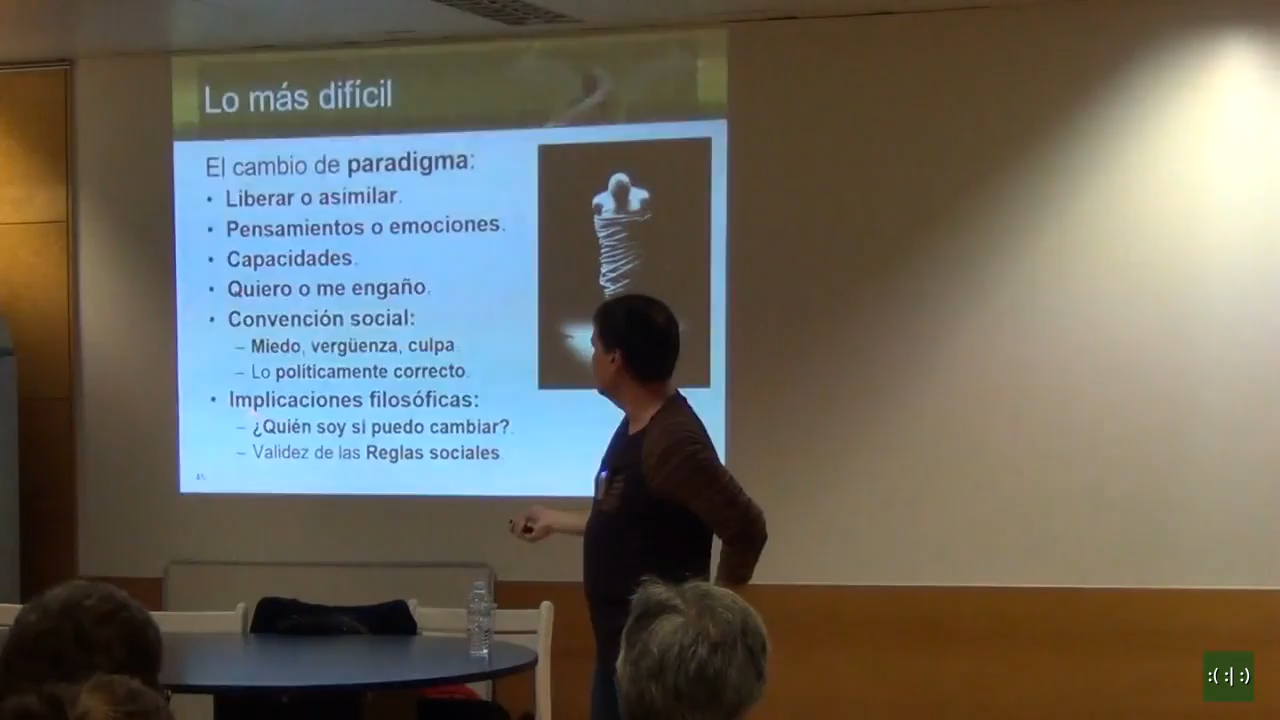 Lo más difícil
El cambio de paradigma:
• Liberar o asimilar.
• Pensamientos o emociones.
• Capacidades.
• Quiero o me engaño.
• Convención social:
– Miedo, vergüenza, culpa.
– Lo políticamente correcto.
• Implicaciones filosóficas:
– ¿Quién soy si puedo cambiar?.
– Validez de las Reglas sociales
:( :| :)